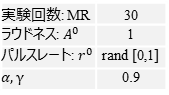 実験回数: MR 30
ラウドネス: A⁰ 1
パルスレート: r⁰ rand [0,1]
α, γ 0.9